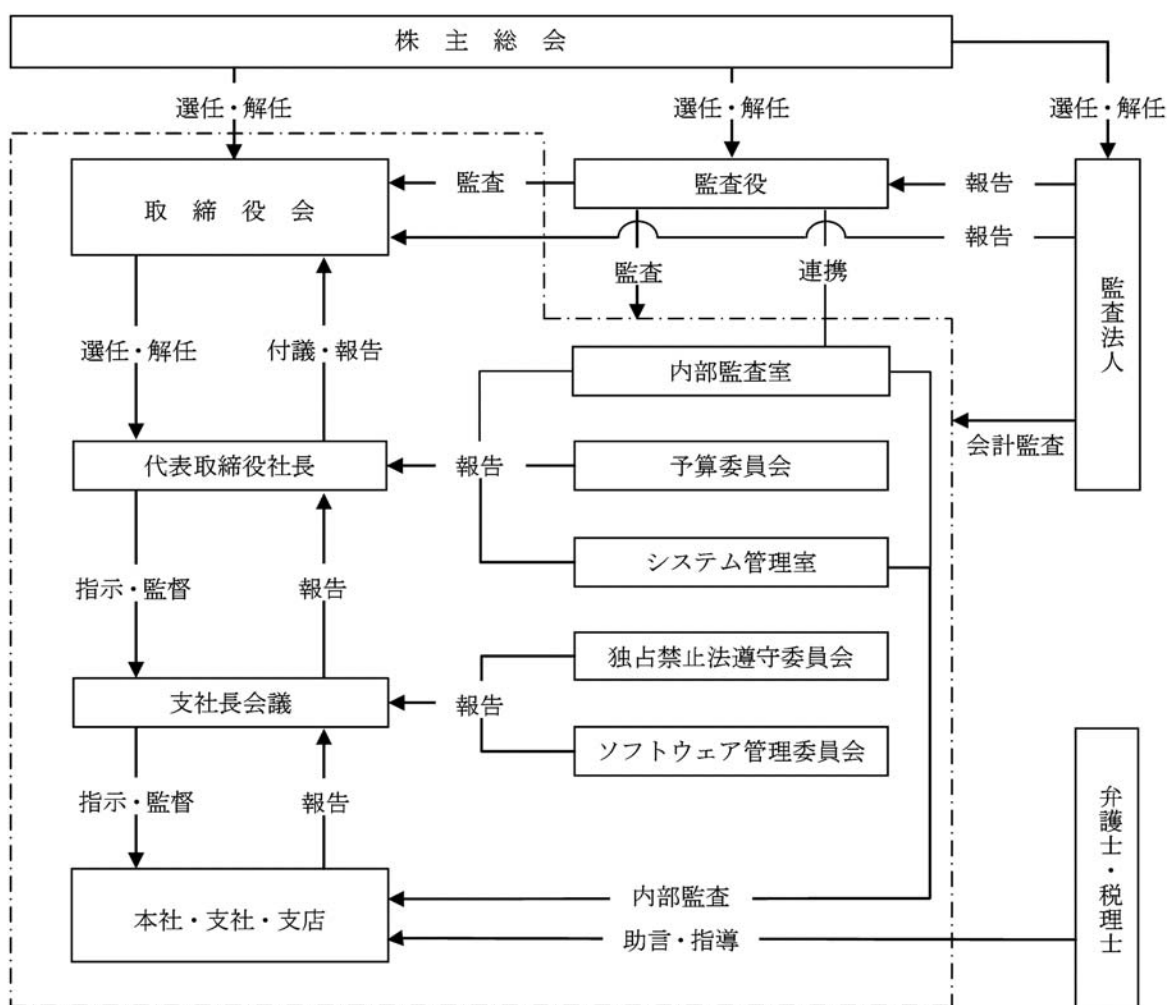 株主総会
選任・解任
選任・解任
選任・解任
取締役会
監査
監査役
報告
報告
監査
連携
監査法人
選任・解任
付議・報告
内部監査室
会計監査
代表取締役社長
報告
予算委員会
システム管理室
指示・監督
報告
独占禁止法遵守委員会
支社長会議
報告
ソフトウェア管理委員会
指示・監督
報告
弁護士・税理士
本社・支社・支店
内部監査
助言・指導